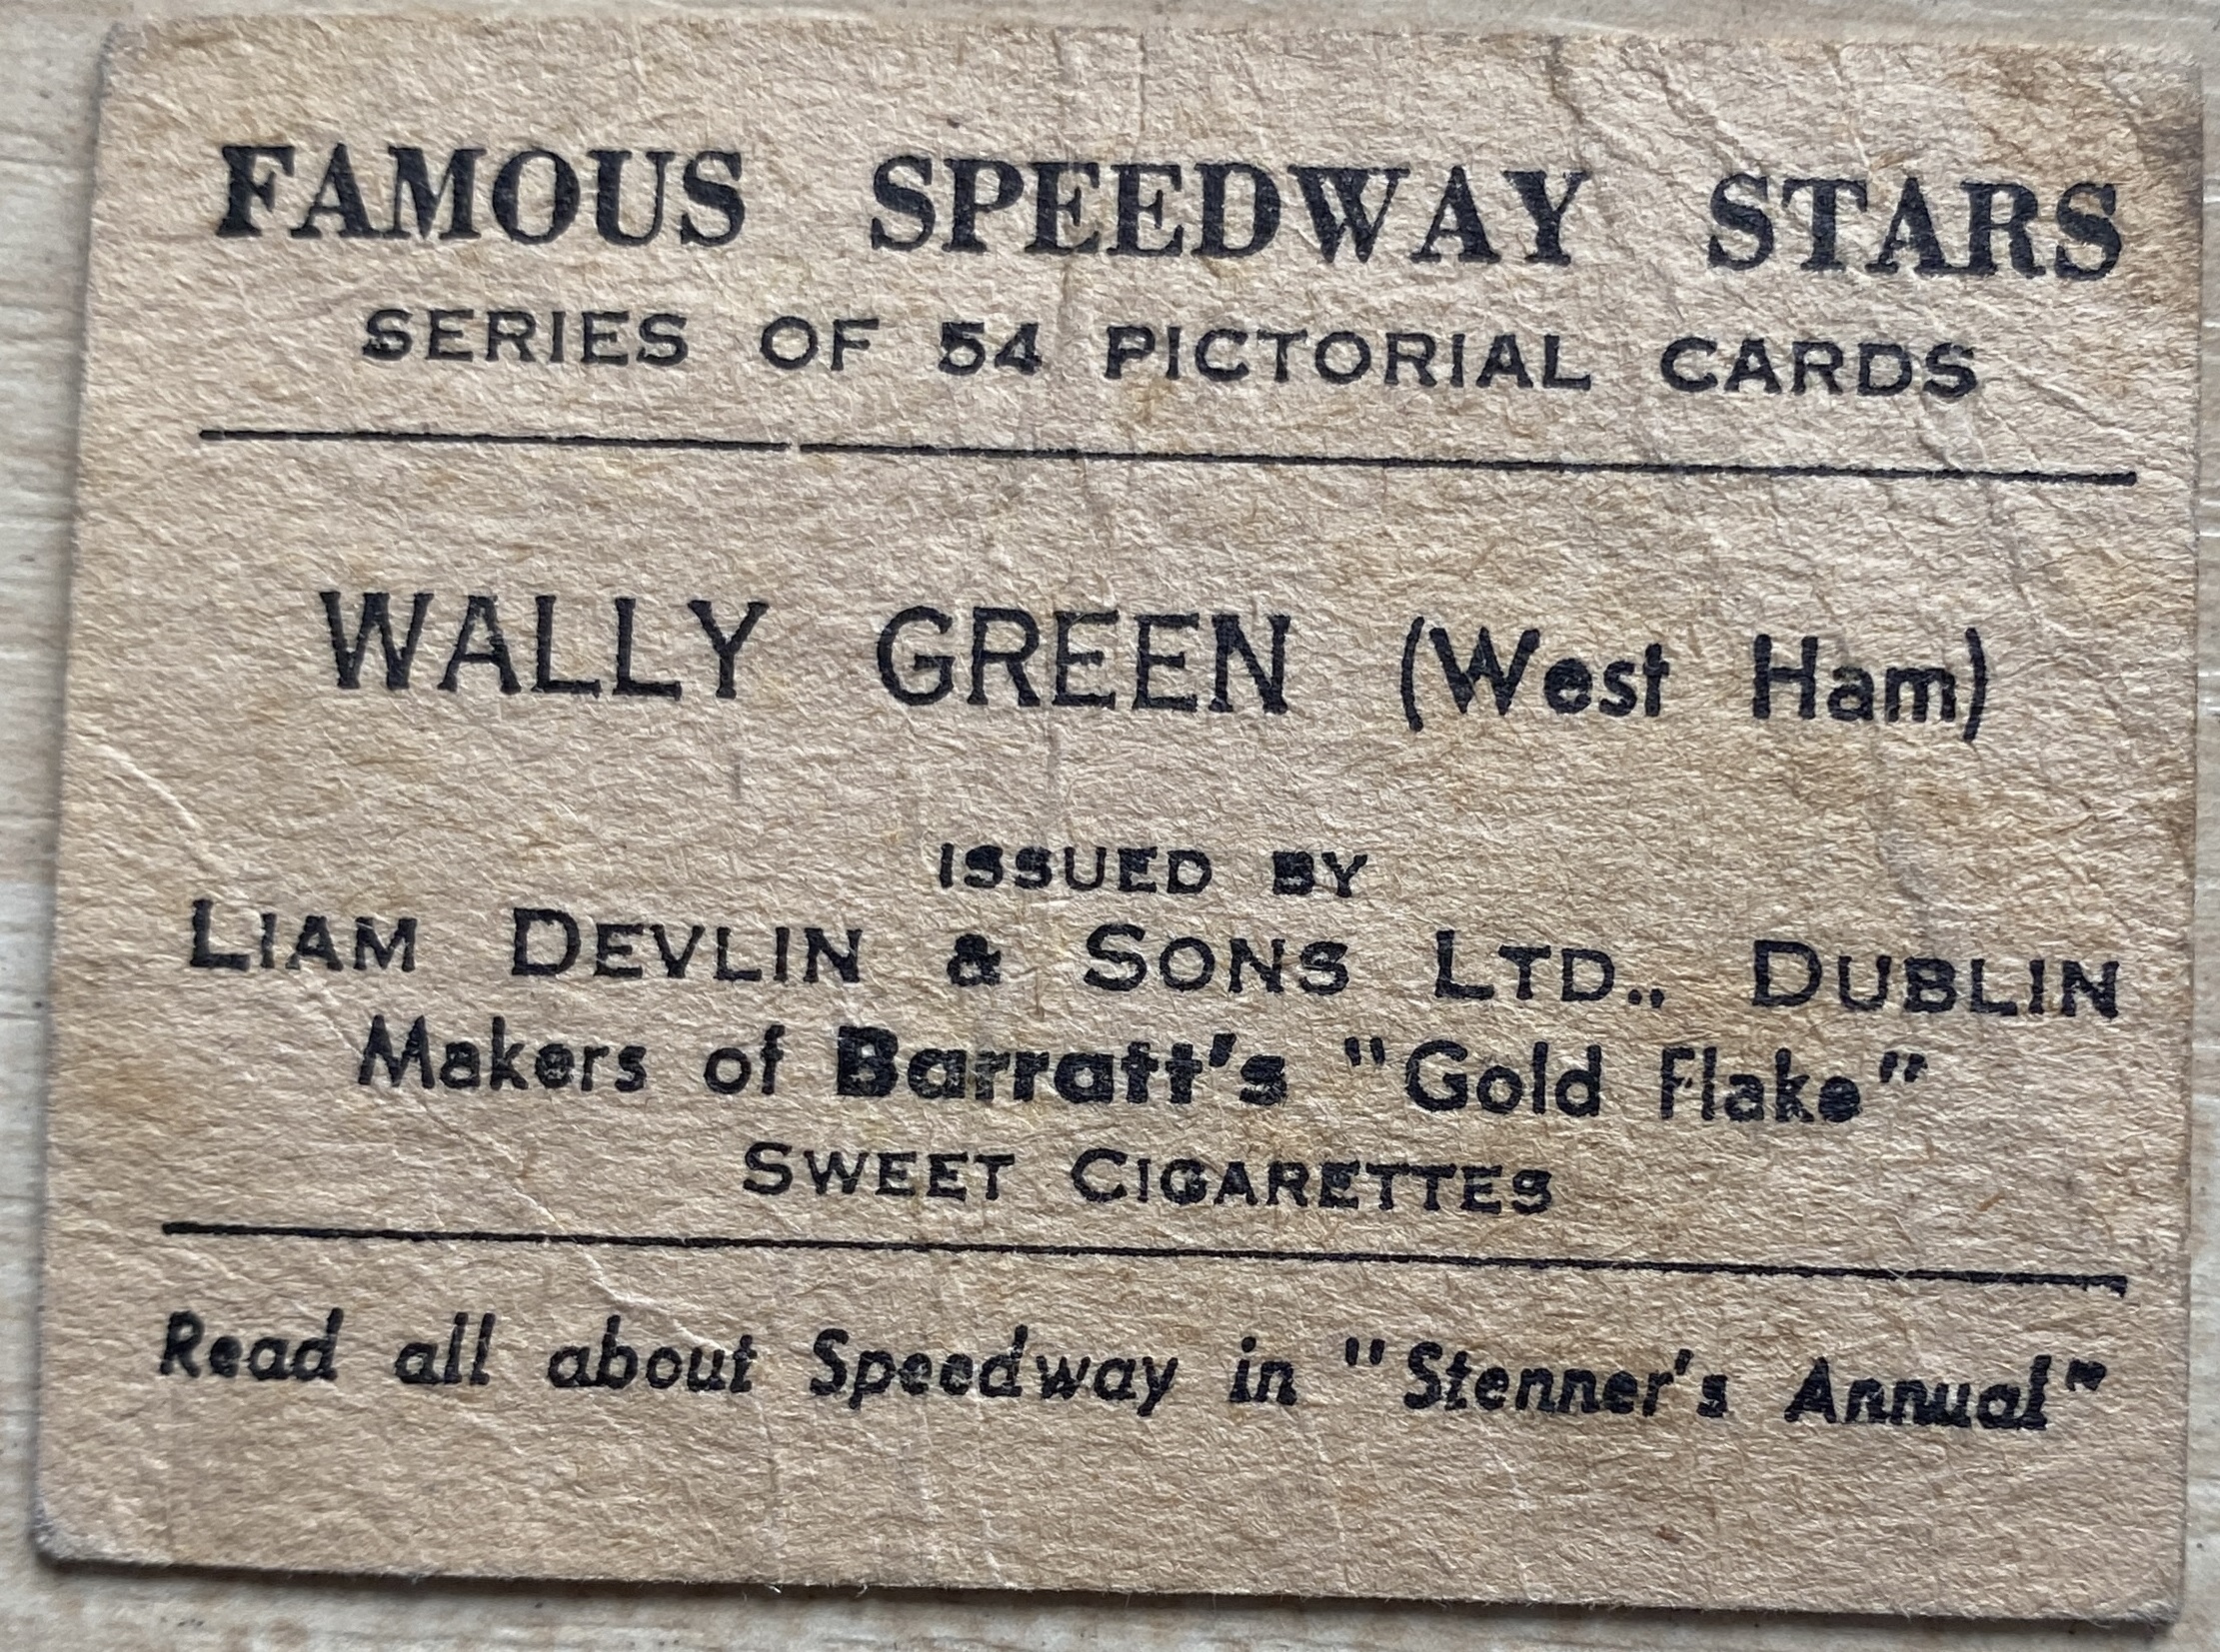 FAMOUS SPEEDWAY STARS
SERIES OF 54 PICTORIAL CARDS
WALLY GREEN (West Ham)
ISSUED BY
LIAM DEVLIN & SONS LTD., DUBLIN
Makers of Barratt's "Gold Flake"
SWEET CIGARETTES
Read all about Speedway in "Stenner's Annual"